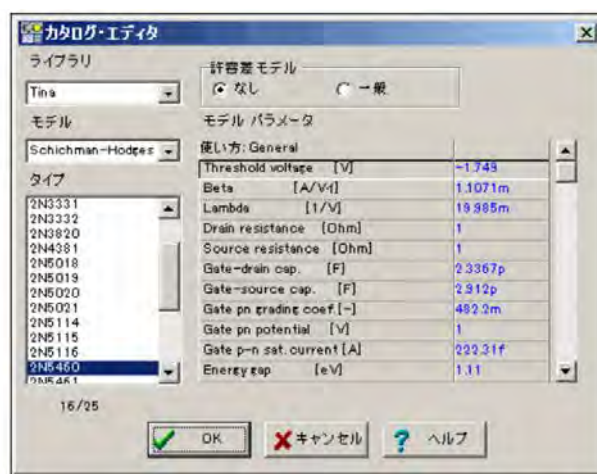 カタログ・エディタ
ライブラリ
Tina
モデル
Schichman-Hodges
タイプ
2N3331
2N3332
2N3820
2N4381
2N5018
2N5019
2N5020
2N5021
2N5114
2N5115
2N5116
2N5460
2N5461
16/25
許容差モデル
なし
一般
モデル パラメータ
使い方: General
Threshold voltage [V] -1.749
Beta [A/V²] 1.1071m
Lambda [1/V] 19.985m
Drain resistance [Ohm] 1
Source resistance [Ohm] 1
Gate-drain cap. [F] 2.3367p
Gate-source cap. [F] 2.912p
Gate pn grading coef.[-] 482.2m
Gate pn potential [V] 1
Gate p-n sat. current [A] 222.31f
Energy gap [eV] 1.11
OK
キャンセル
ヘルプ